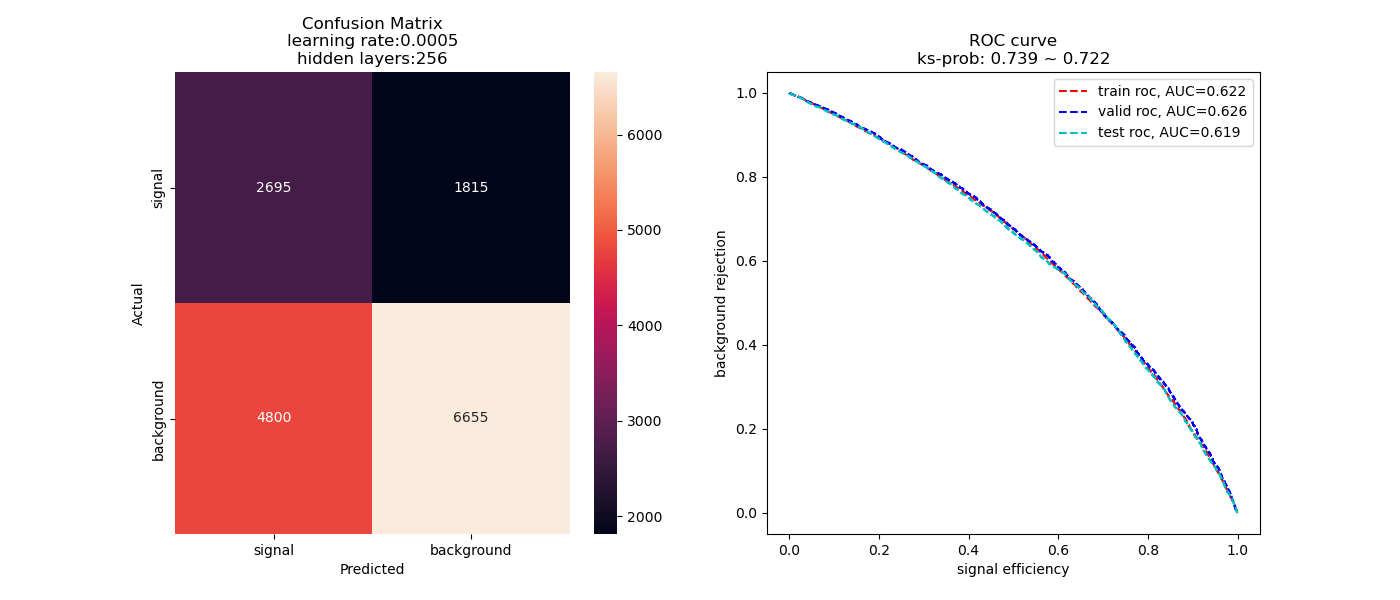 Confusion Matrix
learning rate:0.0005
hidden layers:256
signal
background
Actual
2695
1815
4800
6655
signal
background
Predicted
6000
5000
4000
3000
2000
ROC curve
ks-prob: 0.739 ~ 0.722
train roc, AUC=0.622
valid roc, AUC=0.626
test roc, AUC=0.619
background rejection
1.0
0.8
0.6
0.4
0.2
0.0
0.0
0.2
0.4
0.6
0.8
1.0
signal efficiency